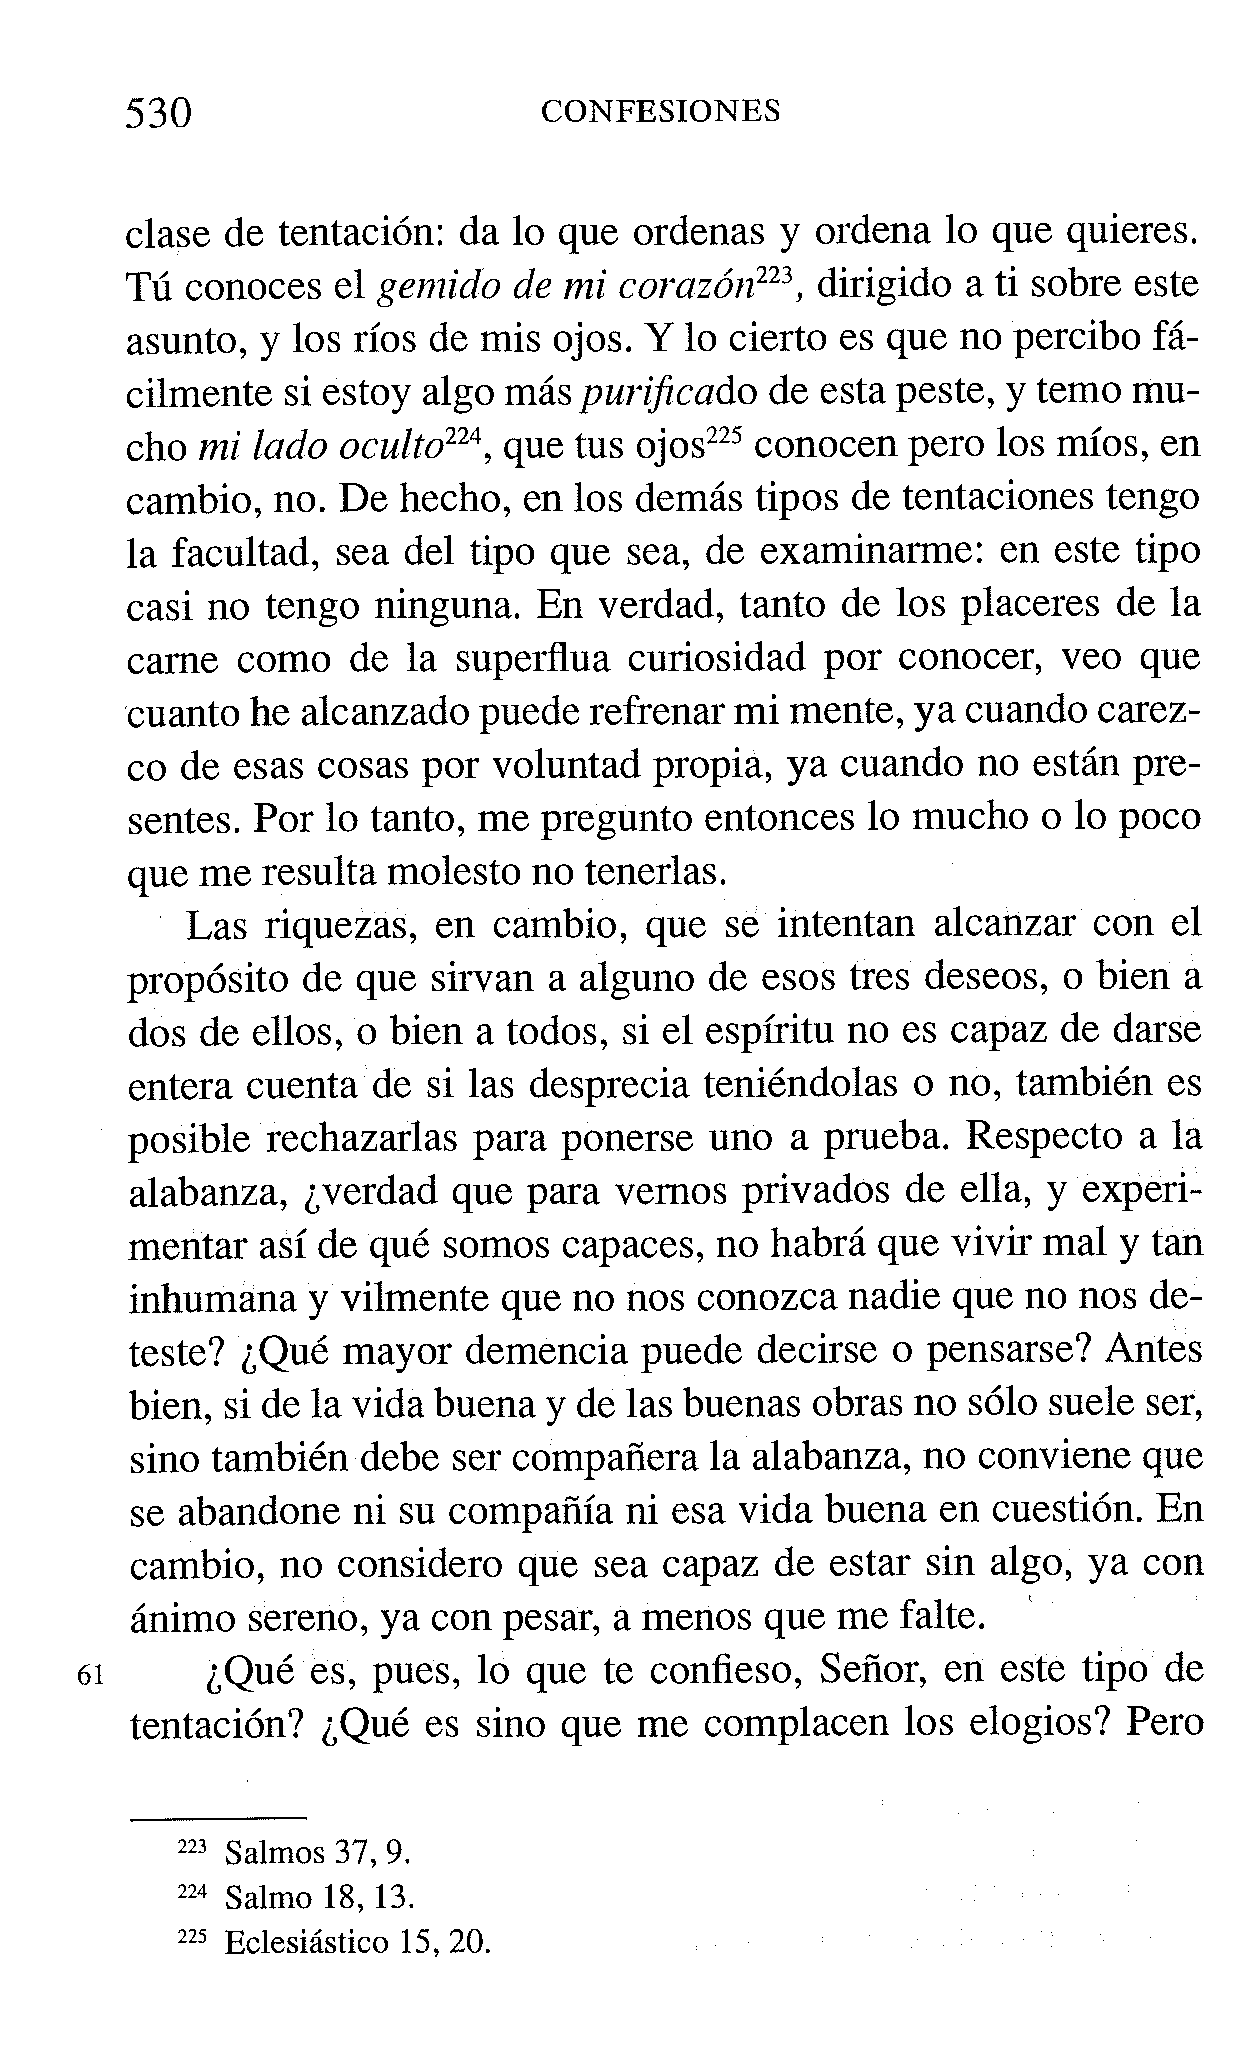 530 CONFESIONES
clase de tentación: da lo que ordenas y ordena lo que quieres.
Tú conoces el gemido de mi corazón²²³, dirigido a ti sobre este
asunto, y los ríos de mis ojos. Y lo cierto es que no percibo fá-
cilmente si estoy algo más purificado de esta peste, y temo mu-
cho mi lado oculto²²⁴, que tus ojos²²⁵ conocen pero los míos, en
cambio, no. De hecho, en los demás tipos de tentaciones tengo
la facultad, sea del tipo que sea, de examinarme: en este tipo
casi no tengo ninguna. En verdad, tanto de los placeres de la
carne como de la superflua curiosidad por conocer, veo que
cuanto he alcanzado puede refrenar mi mente, ya cuando carez-
co de esas cosas por voluntad propia, ya cuando no están pre-
sentes. Por lo tanto, me pregunto entonces lo mucho o lo poco
que me resulta molesto no tenerlas.
Las riquezas, en cambio, que se intentan alcanzar con el
propósito de que sirvan a alguno de esos tres deseos, o bien a
dos de ellos, o bien a todos, si el espíritu no es capaz de darse
entera cuenta de si las desprecia teniéndolas o no, también es
posible rechazarlas para ponerse uno a prueba. Respecto a la
alabanza, ¿verdad que para vernos privados de ella, y experi-
mentar así de qué somos capaces, no habrá que vivir mal y tan
inhumana y vilmente que no nos conozca nadie que no nos de-
teste? ¿Qué mayor demencia puede decirse o pensarse? Antes
bien, si de la vida buena y de las buenas obras no sólo suele ser,
sino también debe ser compañera la alabanza, no conviene que
se abandone ni su compañía ni esa vida buena en cuestión. En
cambio, no considero que sea capaz de estar sin algo, ya con
ánimo sereno, ya con pesar, a menos que me falte.
61 ¿Qué es, pues, lo que te confieso, Señor, en este tipo de
tentación? ¿Qué es sino que me complacen los elogios? Pero
²²³ Salmos 37, 9.
²²⁴ Salmo 18, 13.
²²⁵ Eclesiástico 15, 20.